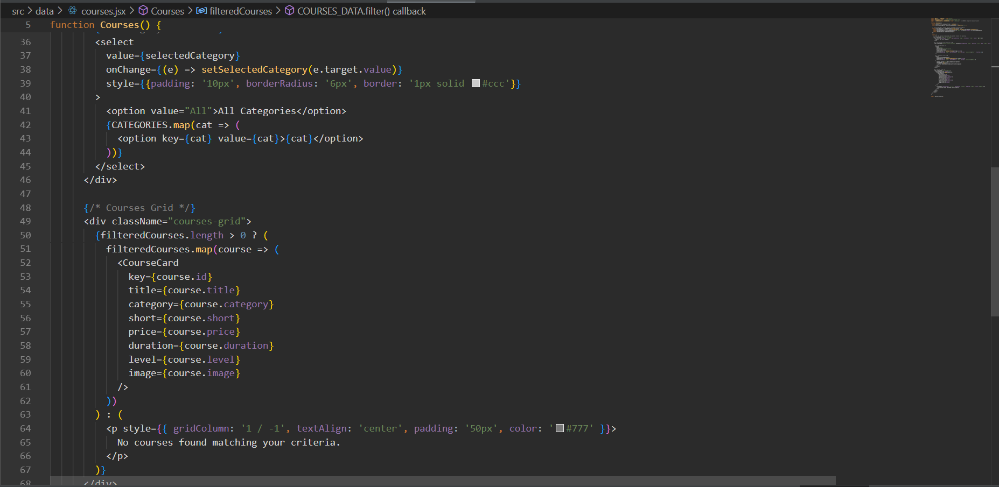 src > data > courses.jsx > Courses > filteredCourses > COURSES_DATA.filter() callback
5 function Courses() {
36 <select
37 value={selectedCategory}
38 onChange={(e) => setSelectedCategory(e.target.value)}
39 style={{padding: '10px', borderRadius: '6px', border: '1px solid #ccc'}}
40 >
41 <option value="All">All Categories</option>
42 {CATEGORIES.map(cat => (
43 <option key={cat} value={cat}>{cat}</option>
44 ))}
45 </select>
46 </div>
47
48 {/* Courses Grid */}
49 <div className="courses-grid">
50 {filteredCourses.length > 0 ? (
51 filteredCourses.map(course => (
52 <CourseCard
53 key={course.id}
54 title={course.title}
55 category={course.category}
56 short={course.short}
57 price={course.price}
58 duration={course.duration}
59 level={course.level}
60 image={course.image}
61 />
62 ))
63 ) : (
64 <p style={{ gridColumn: '1 / -1', textAlign: 'center', padding: '50px', color: '#777' }}>
65 No courses found matching your criteria.
66 </p>
67 )}
68 </div>